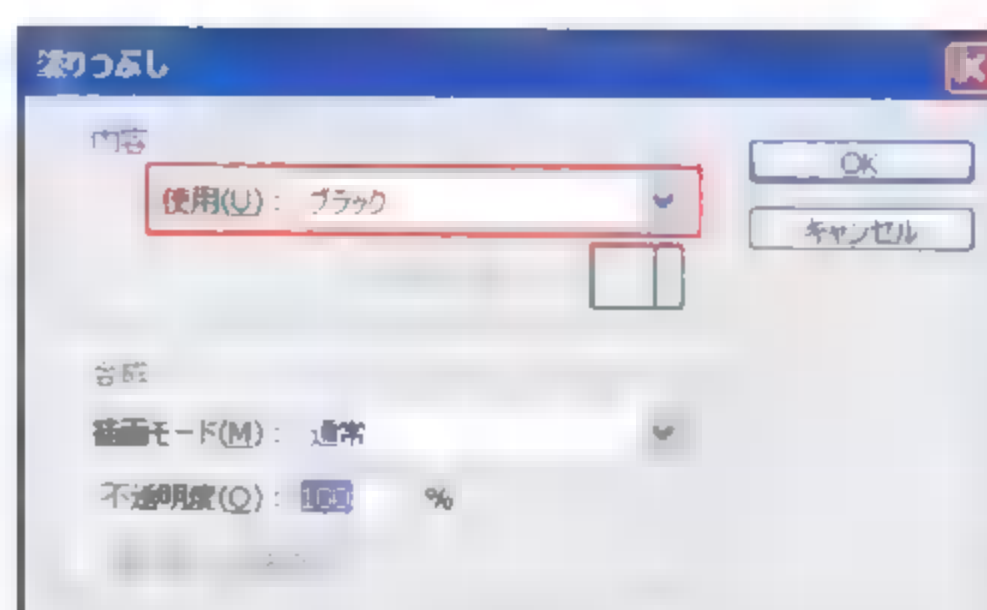 塗りつぶし
内容
使用(U): ブラック
OK
キャンセル
合成
描画モード(M): 通常
不透明度(O): 100 %